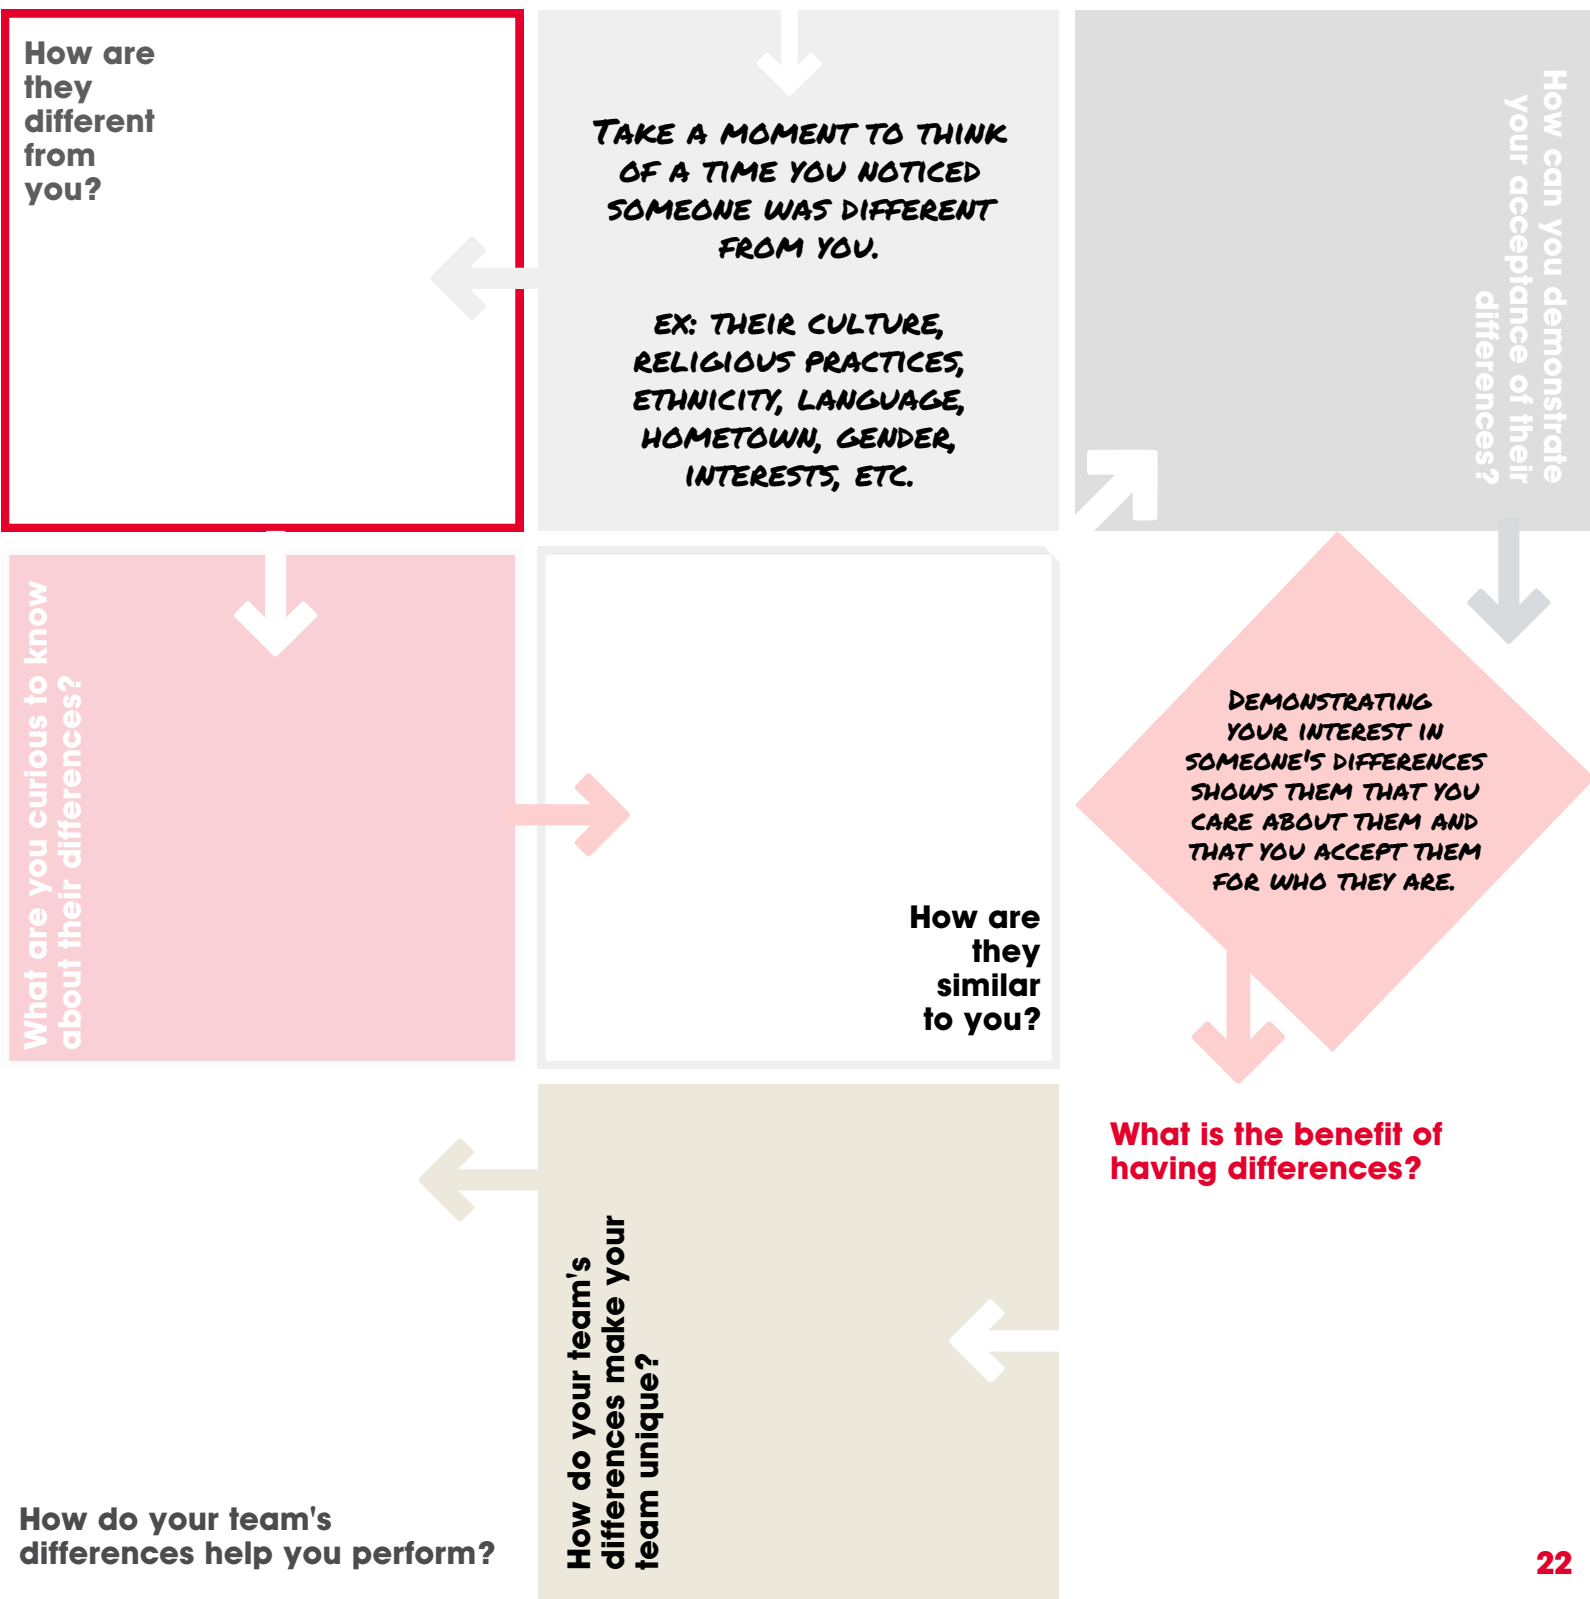 How are
they
different
from
you?
Take a moment to think
of a time you noticed
someone was different
from you.
ex: their culture,
religious practices,
ethnicity, language,
hometown, gender,
interests, etc.
How can you demonstrate
your acceptance of their
differences?
What are you curious to know
about their differences?
How are
they
similar
to you?
Demonstrating
your interest in
someone's differences
shows them that you
care about them and
that you accept them
for who they are.
What is the benefit of
having differences?
How do your team's
differences make your
team unique?
How do your team's
differences help you perform?
22